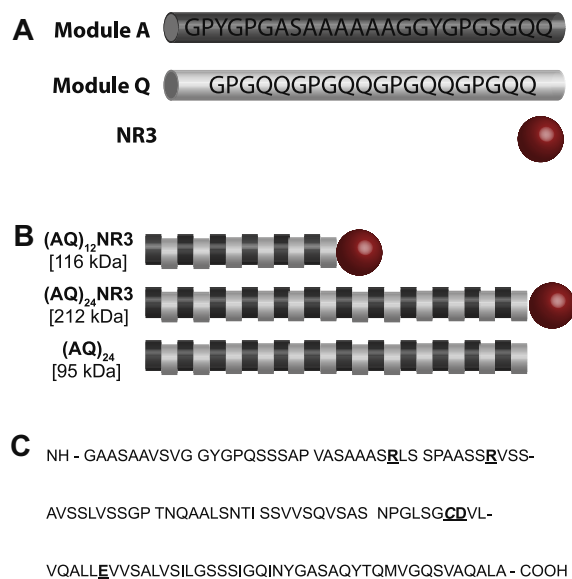 A
Module A GPYGPGASAAAAAAGGYGPGSGQQ
Module Q GPGQQGPGQQGPGQQGPGQQ
NR3
B
(AQ)12NR3
[116 kDa]
(AQ)24NR3
[212 kDa]
(AQ)24
[95 kDa]
C
NH - GAASAAVSVG GYGPQSSSAP VASAAASRLS SPAASSRVSS-
AVSSLVSSGP TNQAALSNTI SSVVSQVSAS NPGLSGCDVL-
VQALLEVVSALVSILGSSSIGQINYGASAQYTQMVGQSVAQALA - COOH